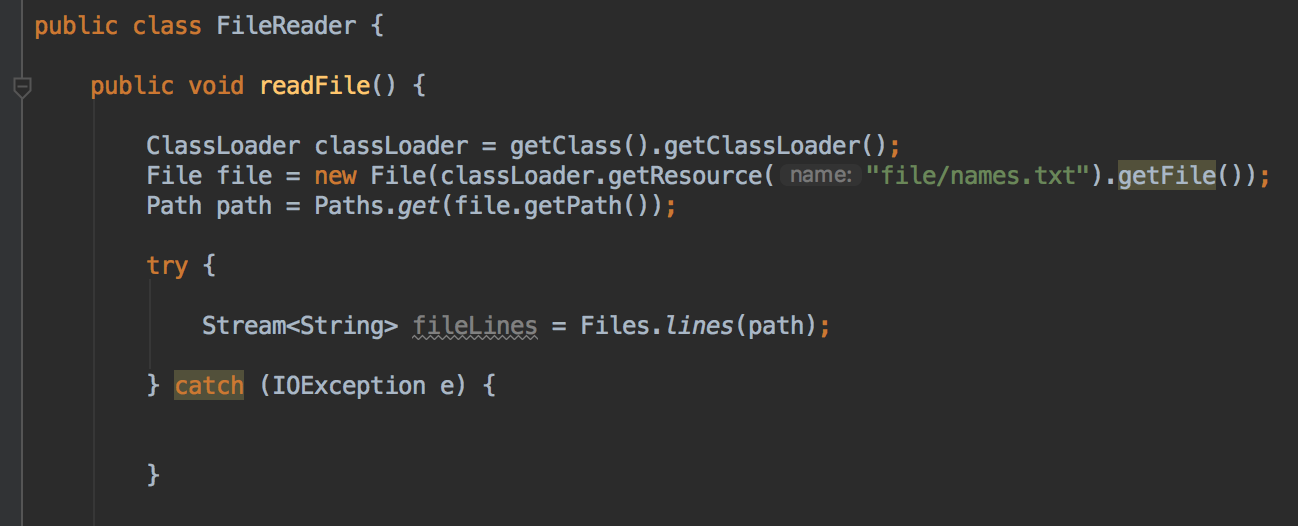 public class FileReader {
public void readFile() {
ClassLoader classLoader = getClass().getClassLoader();
File file = new File(classLoader.getResource( name: "file/names.txt").getFile());
Path path = Paths.get(file.getPath());
try {
Stream<String> fileLines = Files.lines(path);
} catch (IOException e) {
}